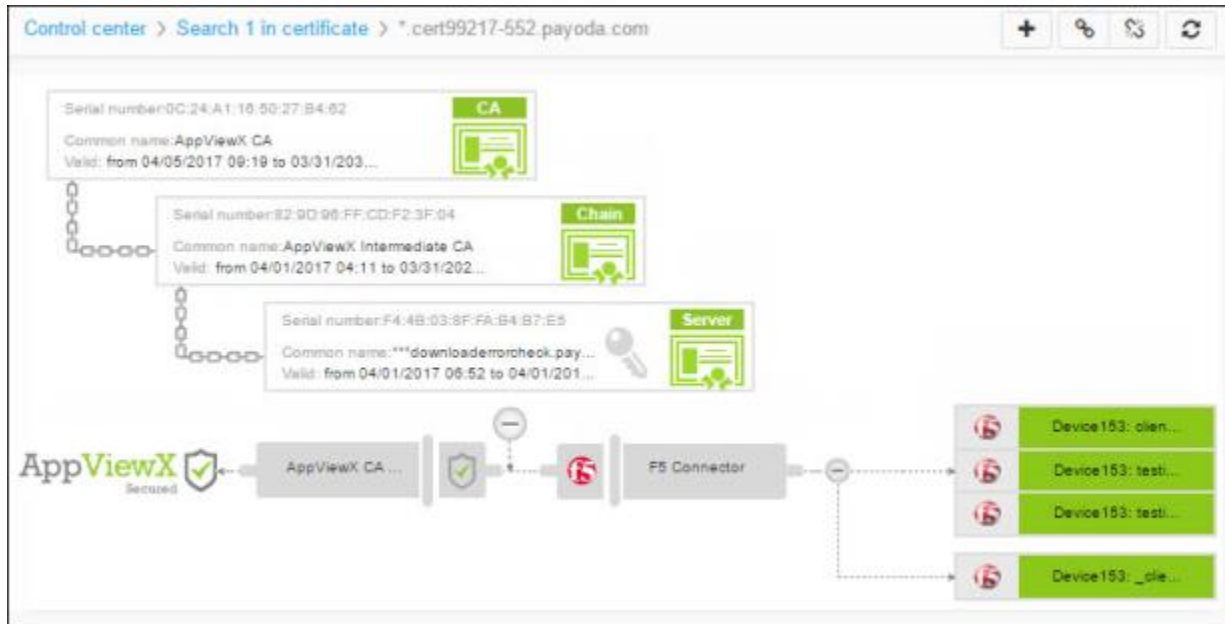 Control center > Search 1 in certificate > *.cert99217-552.payoda.com
Serial number:0C:24:A1:16:50:27:B4:62
CA
Common name:AppViewX CA
Valid: from 04/05/2017 09:19 to 03/31/203...
Serial number:82:9D:96:FF:CD:F2:3F:04
Chain
Common name:AppViewX Intermediate CA
Valid: from 04/01/2017 04:11 to 03/31/202...
Serial number:F4:4B:03:8F:FA:B4:B7:E5
Server
Common name:***downloaderrorcheck.pay...
Valid: from 04/01/2017 06:52 to 04/01/201...
AppViewX
Secured
AppViewX CA ...
F5 Connector
Device153: clien...
Device153: testi...
Device153: testi...
Device153: _clie...